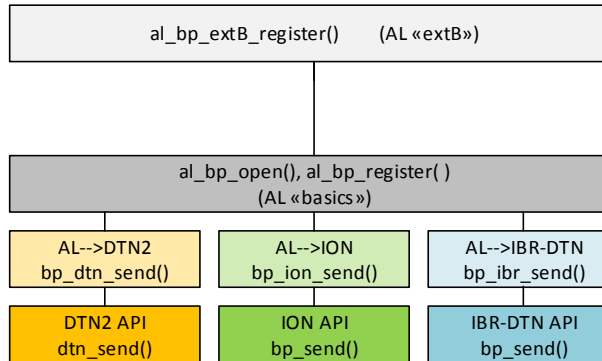 al_bp_extB_register() (AL «extB»)
al_bp_open(), al_bp_register( )
(AL «basics»)
AL-->DTN2
bp_dtn_send()
AL-->ION
bp_ion_send()
AL-->IBR-DTN
bp_ibr_send()
DTN2 API
dtn_send()
ION API
bp_send()
IBR-DTN API
bp_send()